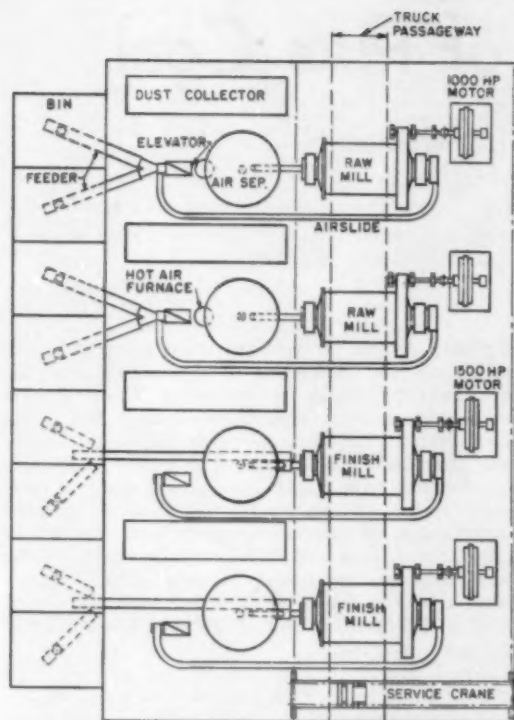 TRUCK
PASSAGEWAY
1000 HP
MOTOR
BIN
DUST COLLECTOR
ELEVATOR
FEEDER
AIR SEP.
RAW
MILL
AIRSLIDE
HOT AIR
FURNACE
RAW
MILL
1500 HP
MOTOR
FINISH
MILL
FINISH
MILL
SERVICE CRANE